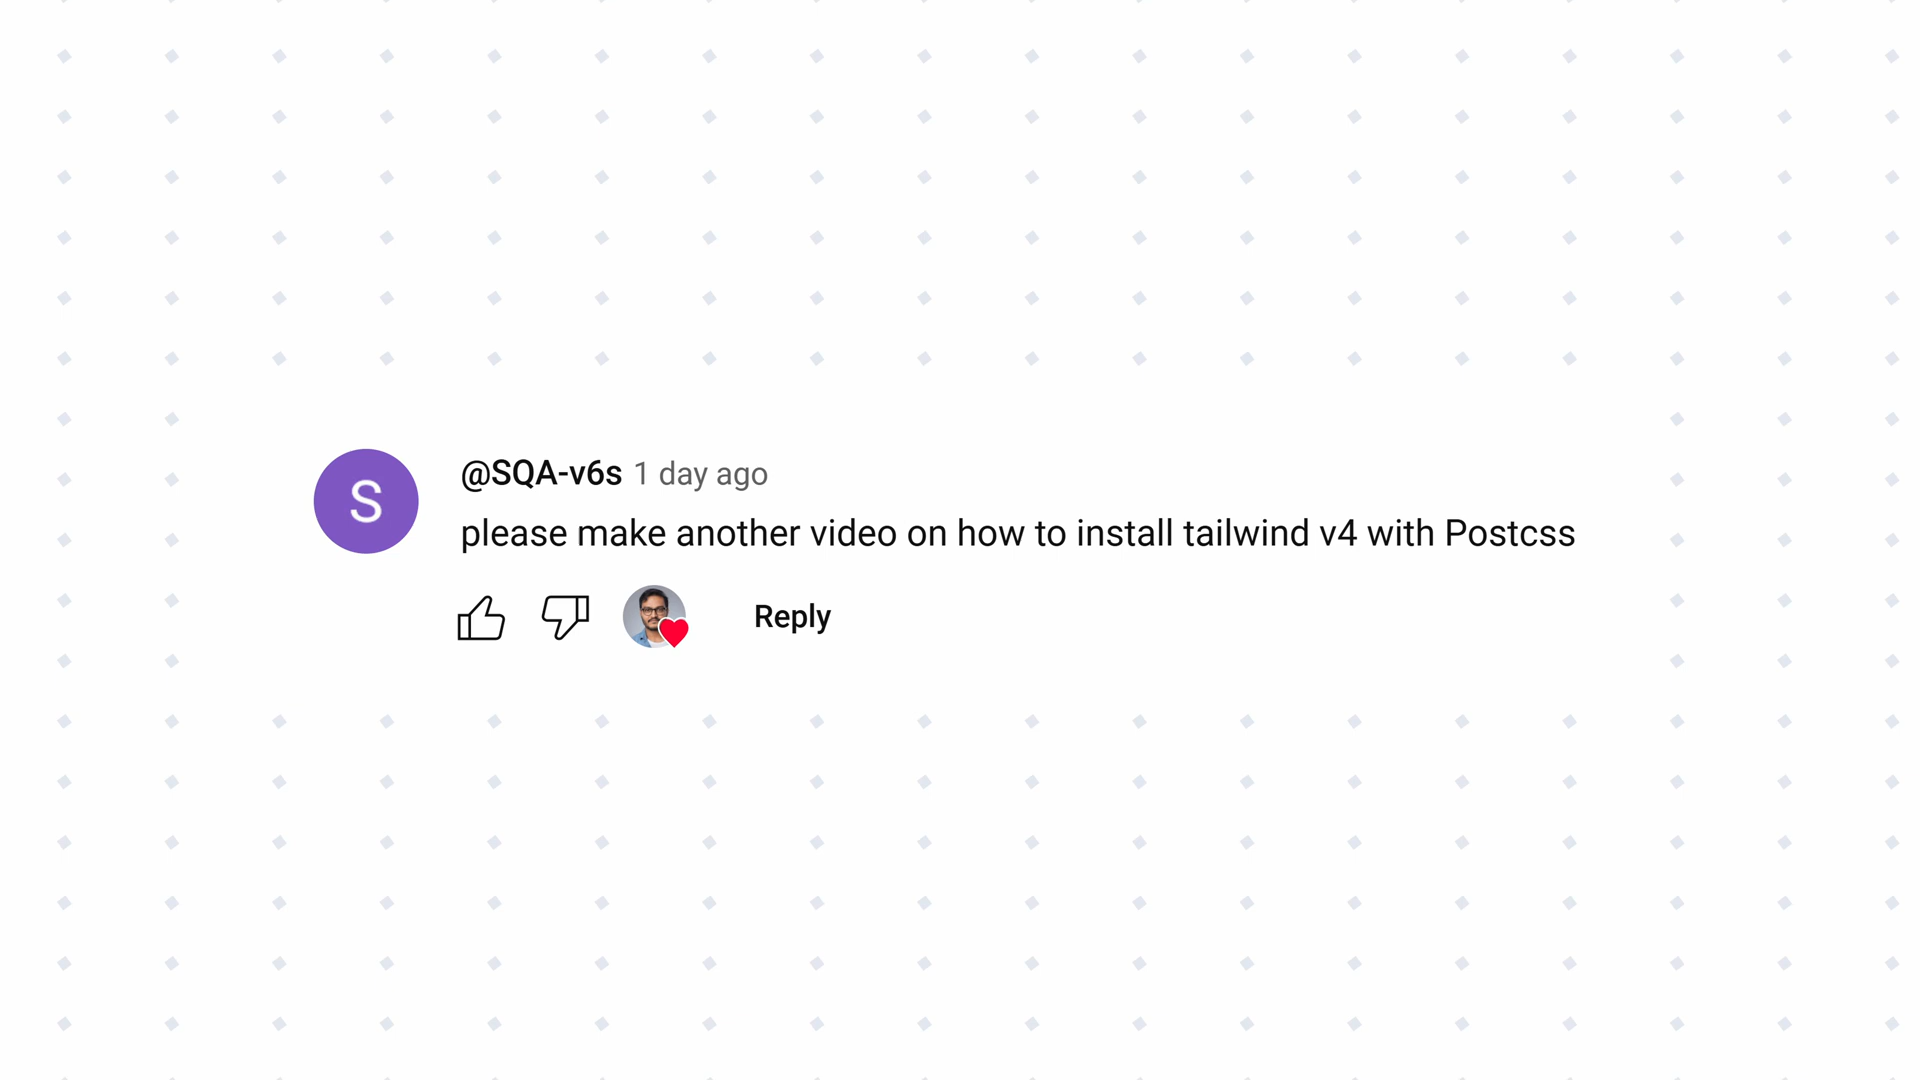 S
@SQA-v6s 1 day ago
please make another video on how to install tailwind v4 with Postcss
Reply